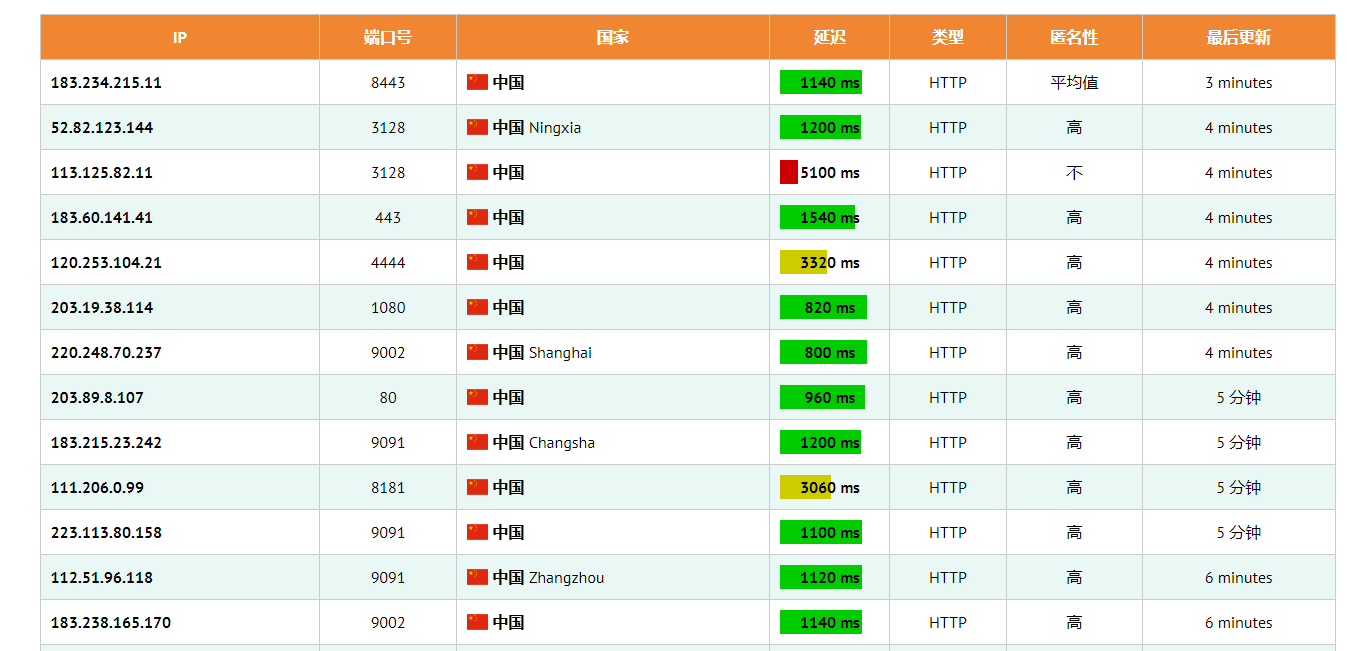 IP 端口号 国家 延迟 类型 匿名性 最后更新
183.234.215.11 8443 中国 1140 ms HTTP 平均值 3 minutes
52.82.123.144 3128 中国 Ningxia 1200 ms HTTP 高 4 minutes
113.125.82.11 3128 中国 5100 ms HTTP 不 4 minutes
183.60.141.41 443 中国 1540 ms HTTP 高 4 minutes
120.253.104.21 4444 中国 3320 ms HTTP 高 4 minutes
203.19.38.114 1080 中国 820 ms HTTP 高 4 minutes
220.248.70.237 9002 中国 Shanghai 800 ms HTTP 高 4 minutes
203.89.8.107 80 中国 960 ms HTTP 高 5 分钟
183.215.23.242 9091 中国 Changsha 1200 ms HTTP 高 5 分钟
111.206.0.99 8181 中国 3060 ms HTTP 高 5 分钟
223.113.80.158 9091 中国 1100 ms HTTP 高 5 分钟
112.51.96.118 9091 中国 Zhangzhou 1120 ms HTTP 高 6 minutes
183.238.165.170 9002 中国 1140 ms HTTP 高 6 minutes